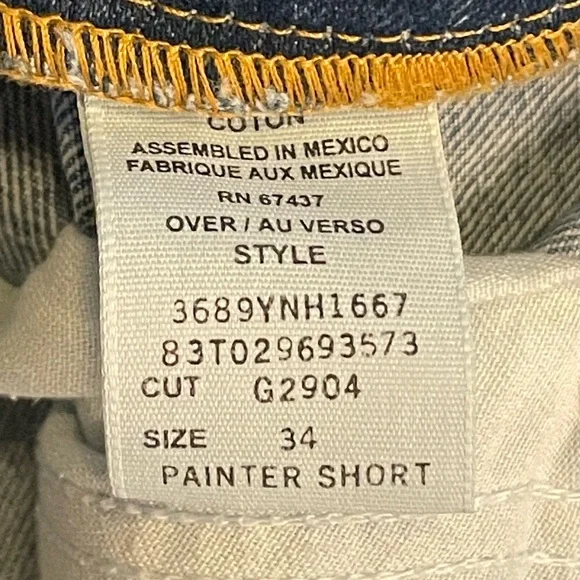 COTON
ASSEMBLED IN MEXICO
FABRIQUE AUX MEXIQUE
RN 67437
OVER / AU VERSO
STYLE
3689YNH1667
83T029693573
CUT G2904
SIZE 34
PAINTER SHORT